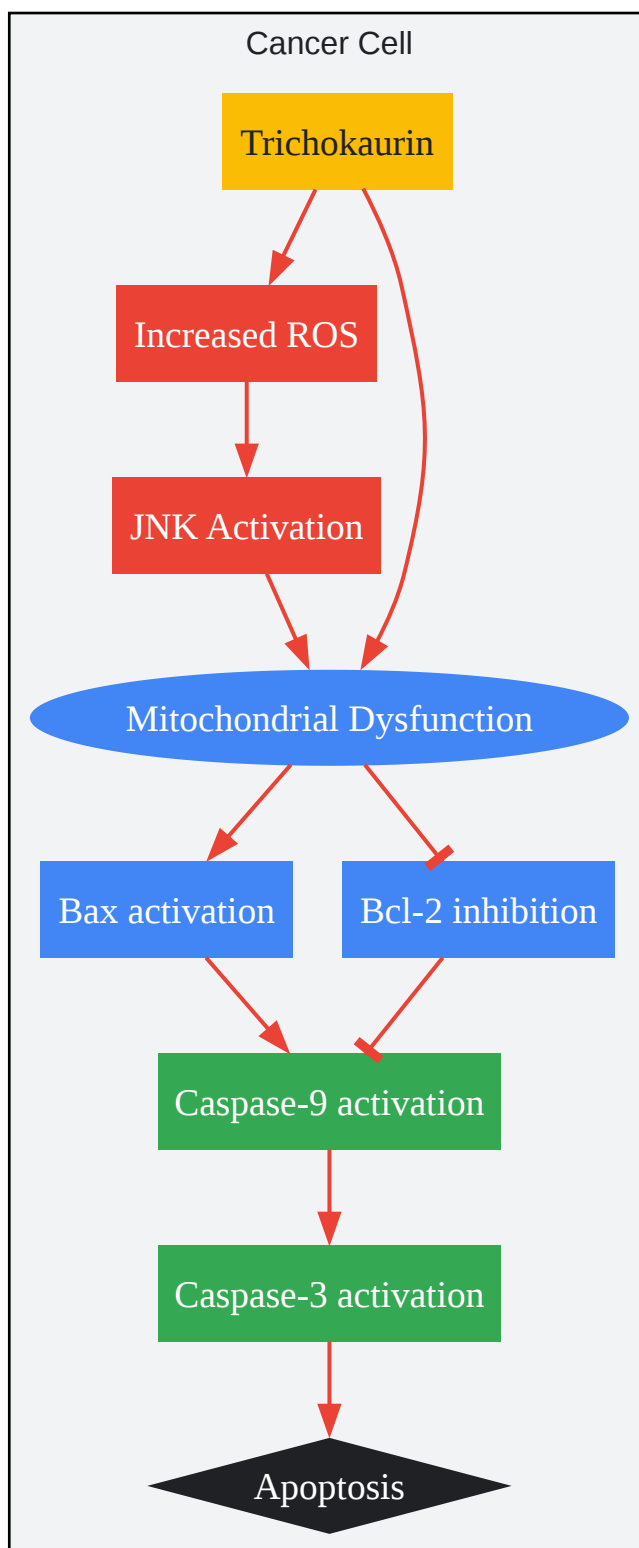 Cancer Cell
Trichokaurin
Increased ROS
JNK Activation
Mitochondrial Dysfunction
Bax activation
Bcl-2 inhibition
Caspase-9 activation
Caspase-3 activation
Apoptosis